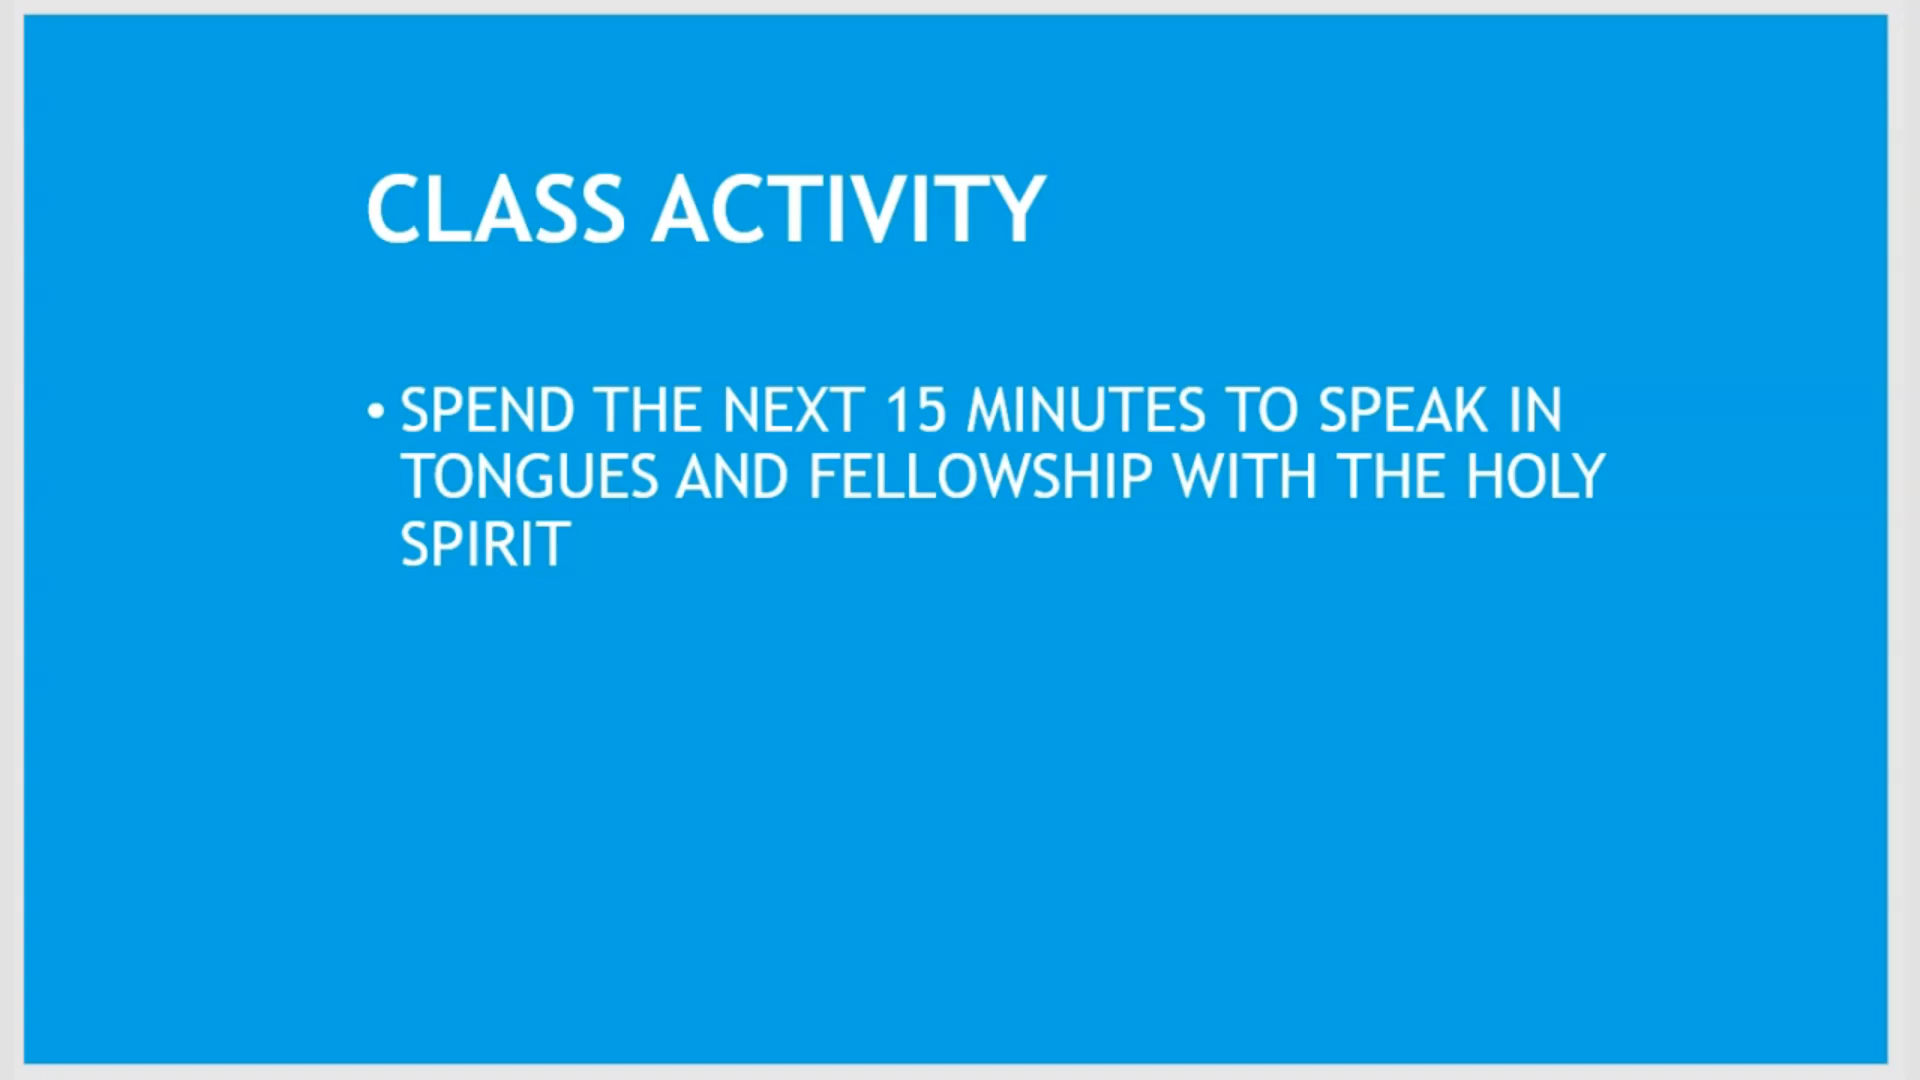 CLASS ACTIVITY
• SPEND THE NEXT 15 MINUTES TO SPEAK IN
TONGUES AND FELLOWSHIP WITH THE HOLY
SPIRIT